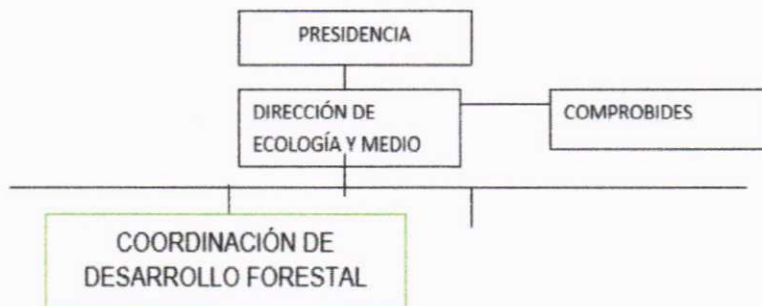 PRESIDENCIA
DIRECCIÓN DE
ECOLOGÍA Y MEDIO
COMPROBIDES
COORDINACIÓN DE
DESARROLLO FORESTAL